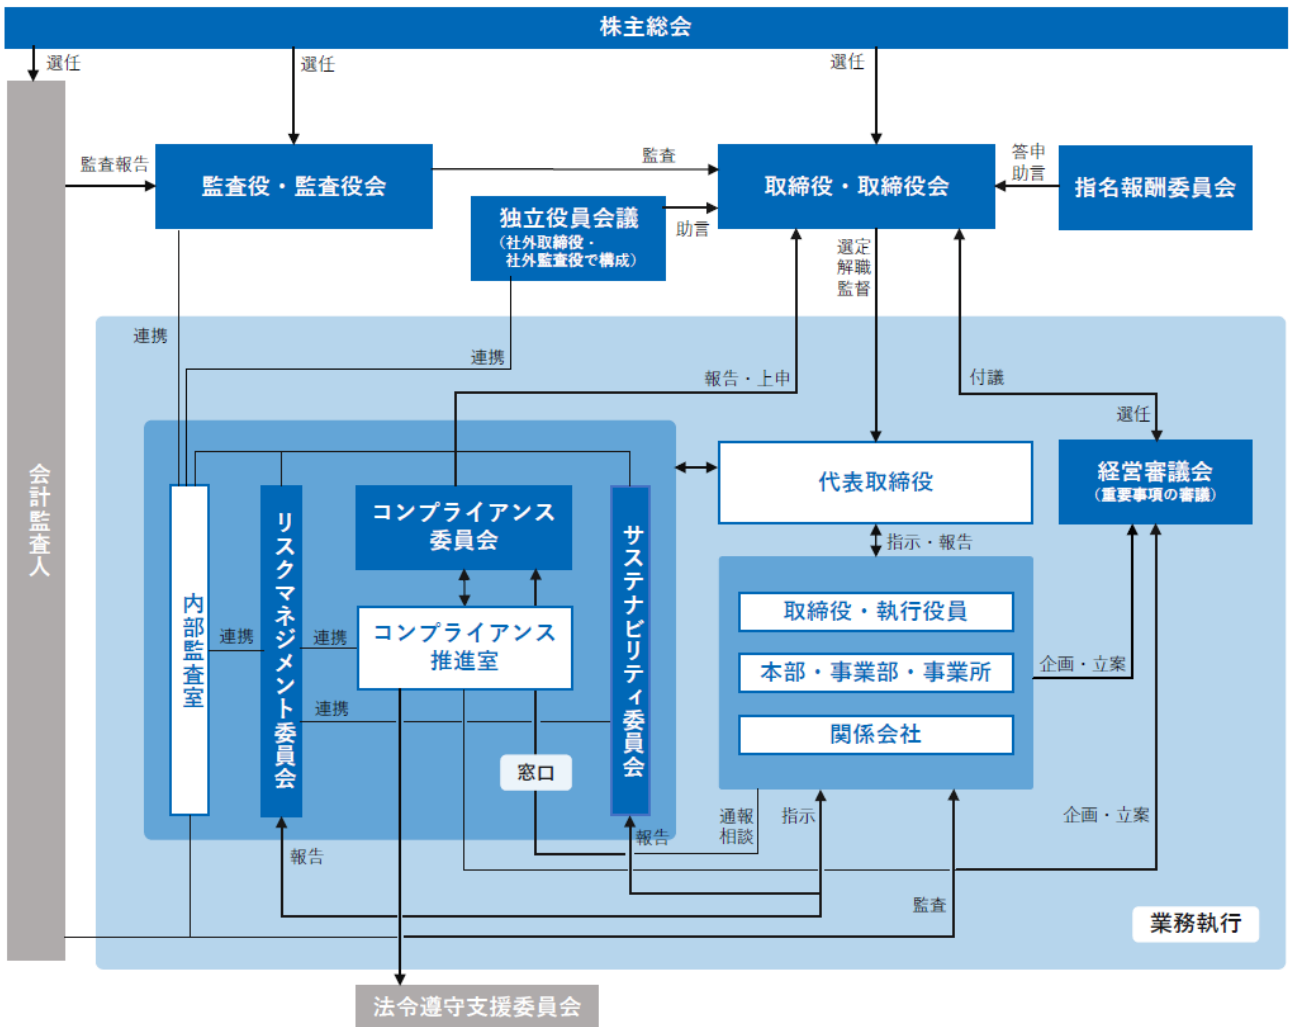 株主総会
選任
選任
選任
監査報告
監査役・監査役会
監査
取締役・取締役会
答申
助言
指名報酬委員会
独立役員会議
（社外取締役・
社外監査役で構成）
助言
選定
解職
監督
連携
連携
報告・上申
付議
選任
会計監査人
代表取締役
経営審議会
（重要事項の審議）
指示・報告
コンプライアンス
委員会
リスクマネジメント委員会
サステナビリティ委員会
内部監査室
連携
連携
コンプライアンス
推進室
連携
窓口
取締役・執行役員
本部・事業部・事業所
関係会社
企画・立案
通報
相談
指示
企画・立案
報告
報告
監査
業務執行
法令遵守支援委員会